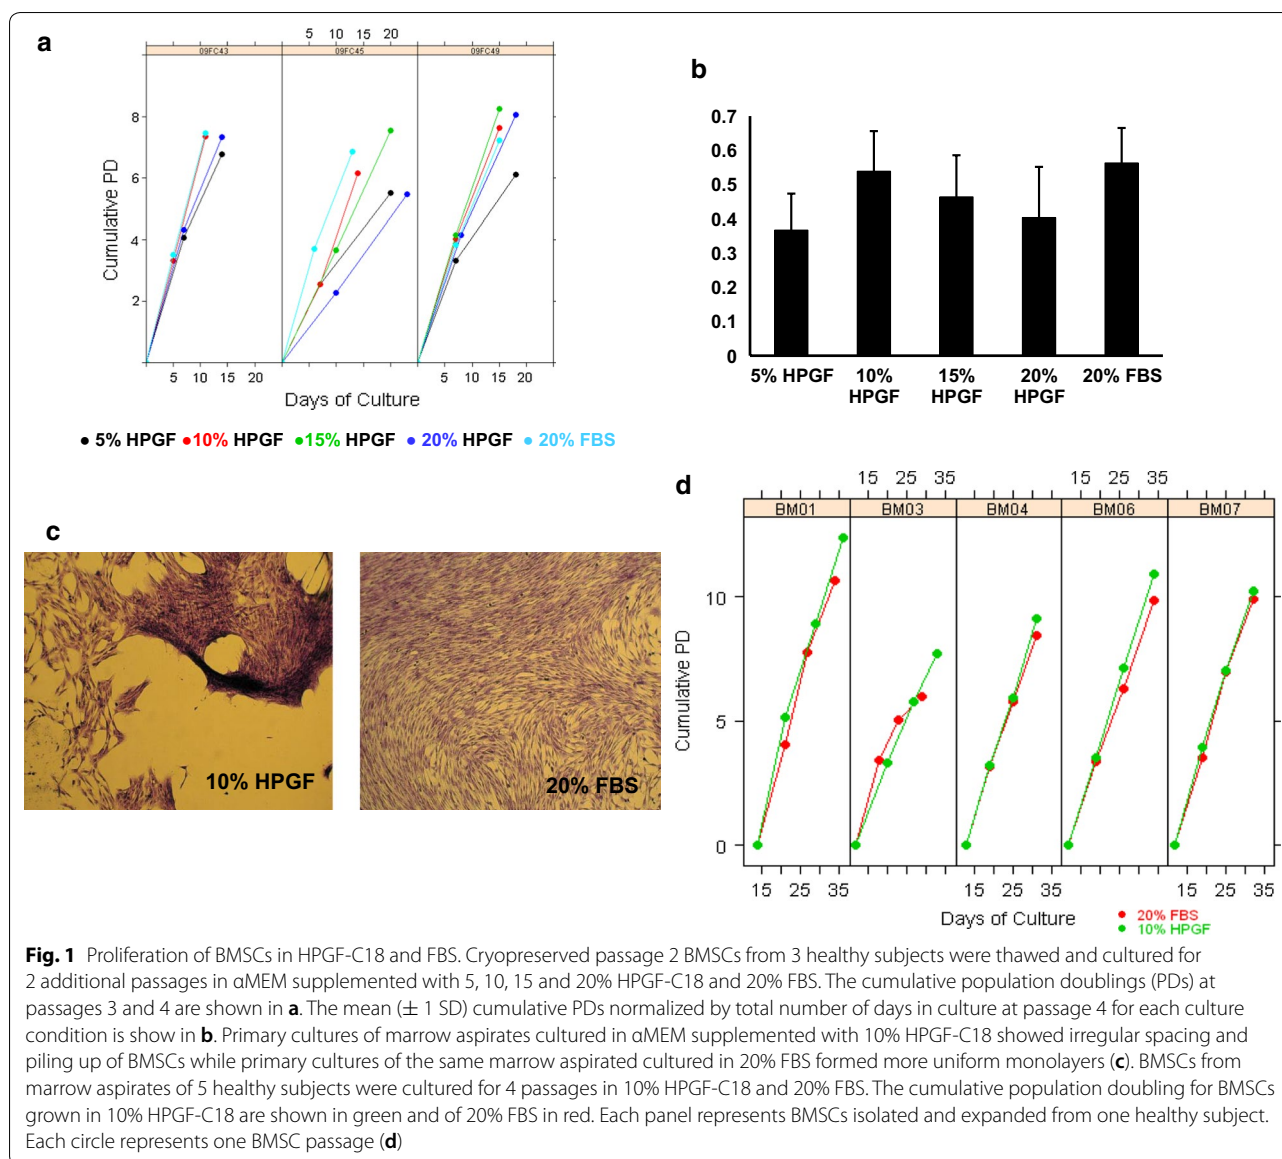 a
5 10 15 20
09FC43 09FC45 09FC49
8
6
4
2
Cumulative PD
5 10 15 20 5 10 15 20
Days of Culture
5% HPGF 10% HPGF 15% HPGF 20% HPGF 20% FBS
b
0.7
0.6
0.5
0.4
0.3
0.2
0.1
0
5% HPGF 10% HPGF 15% HPGF 20% HPGF 20% FBS
c
10% HPGF
20% FBS
d
15 25 35 15 25 35
BM01 BM03 BM04 BM06 BM07
10
5
0
Cumulative PD
15 25 35 15 25 35 15 25 35
Days of Culture
20% FBS
10% HPGF
Fig. 1 Proliferation of BMSCs in HPGF-C18 and FBS. Cryopreserved passage 2 BMSCs from 3 healthy subjects were thawed and cultured for
2 additional passages in αMEM supplemented with 5, 10, 15 and 20% HPGF-C18 and 20% FBS. The cumulative population doublings (PDs) at
passages 3 and 4 are shown in a. The mean (± 1 SD) cumulative PDs normalized by total number of days in culture at passage 4 for each culture
condition is show in b. Primary cultures of marrow aspirates cultured in αMEM supplemented with 10% HPGF-C18 showed irregular spacing and
piling up of BMSCs while primary cultures of the same marrow aspirated cultured in 20% FBS formed more uniform monolayers (c). BMSCs from
marrow aspirates of 5 healthy subjects were cultured for 4 passages in 10% HPGF-C18 and 20% FBS. The cumulative population doubling for BMSCs
grown in 10% HPGF-C18 are shown in green and of 20% FBS in red. Each panel represents BMSCs isolated and expanded from one healthy subject.
Each circle represents one BMSC passage (d)